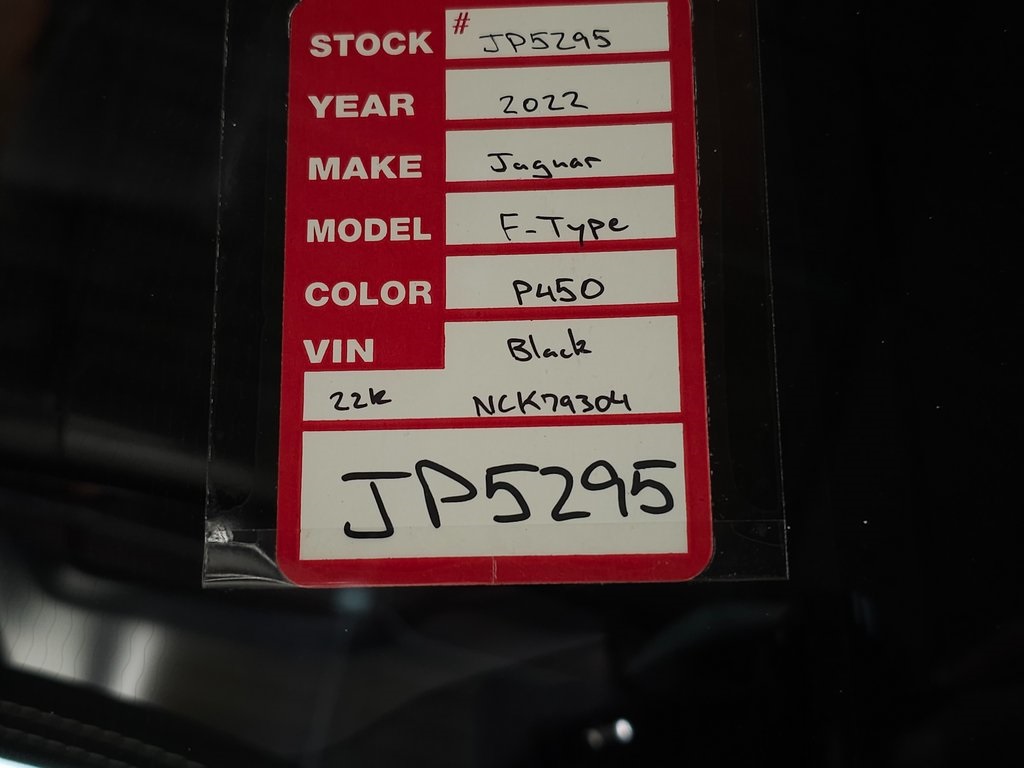 STOCK # JP5295
YEAR 2022
MAKE Jaguar
MODEL F-Type
COLOR P450
VIN Black
22k NCK79304
JP5295